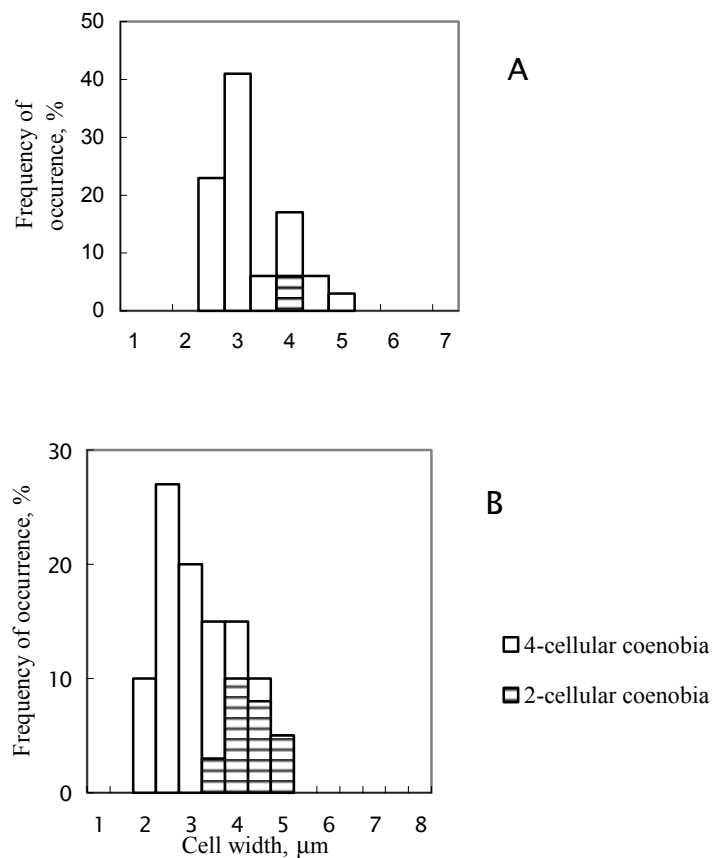 A
Frequency of
occurence, %
50
40
30
20
10
0
1 2 3 4 5 6 7
B
Frequency of occurrence, %
30
20
10
0
1 2 3 4 5 6 7 8
Cell width, μm
4-cellular coenobia
2-cellular coenobia